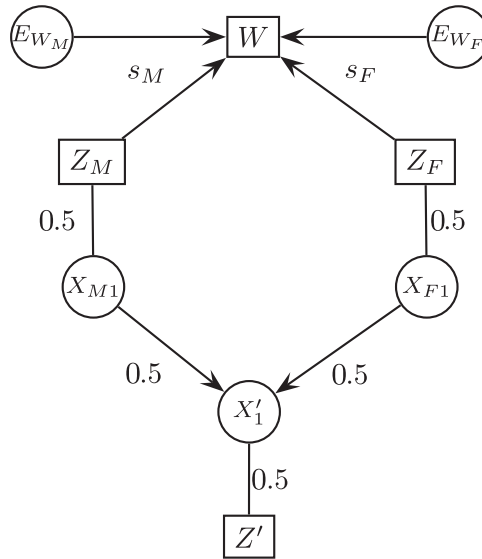 E_{W_M} W E_{W_F}
s_M s_F
Z_M Z_F
0.5 0.5
X_{M1} X_{F1}
0.5 0.5
X'_1
0.5
Z'